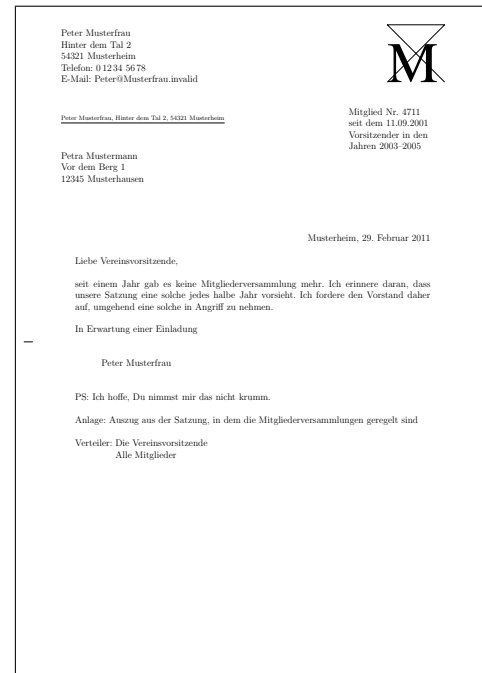 Peter Musterfrau
Hinter dem Tal 2
54321 Musterheim
Telefon: 0 12 34 56 78
E-Mail: Peter@Musterfrau.invalid
M
Peter Musterfrau, Hinter dem Tal 2, 54321 Musterheim
Mitglied Nr. 4711
seit dem 11.09.2001
Vorsitzender in den
Jahren 2003–2005
Petra Mustermann
Vor dem Berg 1
12345 Musterhausen
Musterheim, 29. Februar 2011
Liebe Vereinsvorsitzende,
seit einem Jahr gab es keine Mitgliederversammlung mehr. Ich erinnere daran, dass
unsere Satzung eine solche jedes halbe Jahr vorsieht. Ich fordere den Vorstand daher
auf, umgehend eine solche in Angriff zu nehmen.
In Erwartung einer Einladung
Peter Musterfrau
PS: Ich hoffe, Du nimmst mir das nicht krumm.
Anlage: Auszug aus der Satzung, in dem die Mitgliederversammlungen geregelt sind
Verteiler: Die Vereinsvorsitzende
Alle Mitglieder